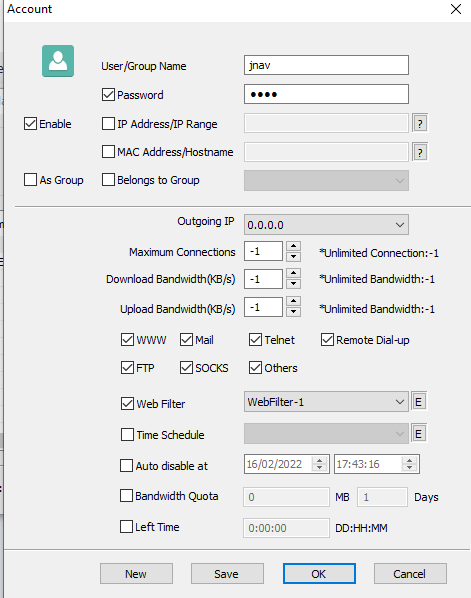 Account
User/Group Name jnav
Password ●●●●
Enable IP Address/IP Range ?
MAC Address/Hostname ?
As Group Belongs to Group
Outgoing IP 0.0.0.0
Maximum Connections -1 *Unlimited Connection:-1
Download Bandwidth(KB/s) -1 *Unlimited Bandwidth:-1
Upload Bandwidth(KB/s) -1 *Unlimited Bandwidth:-1
WWW Mail Telnet Remote Dial-up
FTP SOCKS Others
Web Filter WebFilter-1 E
Time Schedule E
Auto disable at 16/02/2022 17:43:16
Bandwidth Quota 0 MB 1 Days
Left Time 0:00:00 DD:HH:MM
New Save OK Cancel